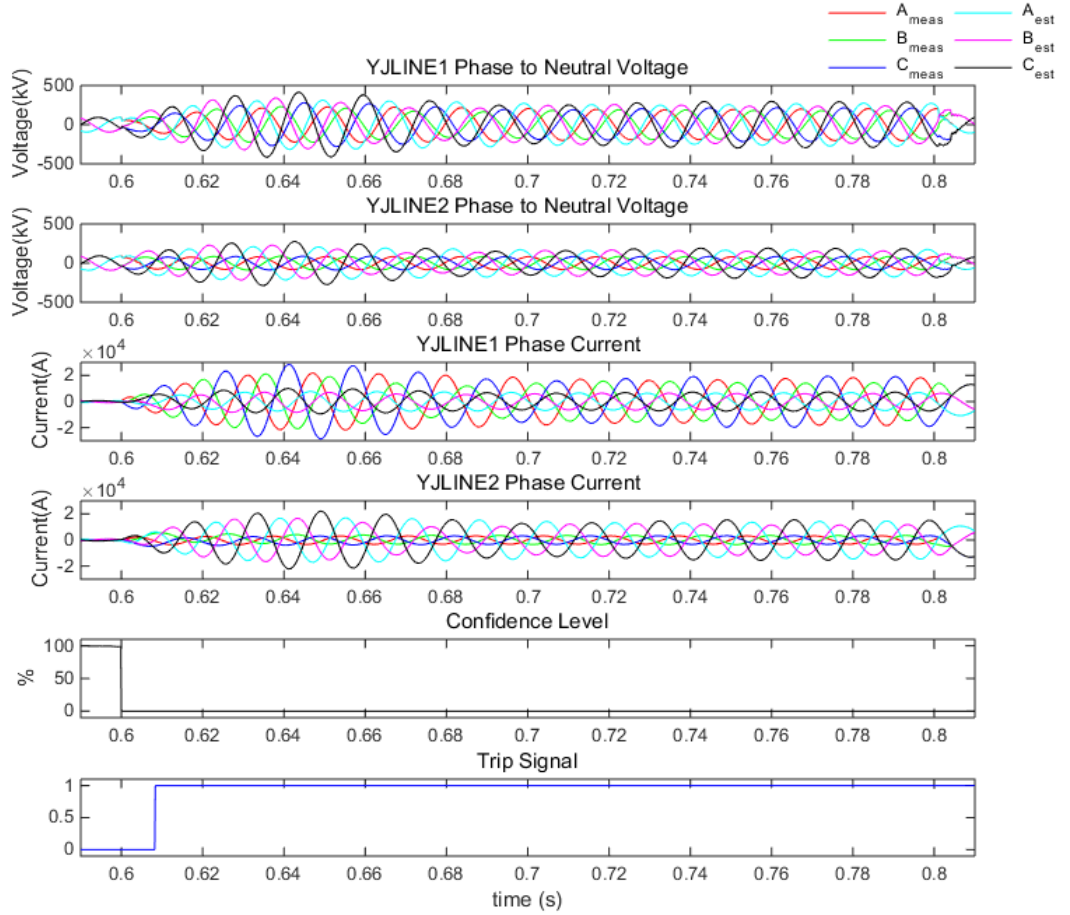 A_meas A_est
B_meas B_est
C_meas C_est
YJLINE1 Phase to Neutral Voltage
Voltage(kV)
500
0
-500
0.6 0.62 0.64 0.66 0.68 0.7 0.72 0.74 0.76 0.78 0.8
YJLINE2 Phase to Neutral Voltage
Voltage(kV)
500
0
-500
0.6 0.62 0.64 0.66 0.68 0.7 0.72 0.74 0.76 0.78 0.8
YJLINE1 Phase Current
× 10^4
Current(A)
2
0
-2
0.6 0.62 0.64 0.66 0.68 0.7 0.72 0.74 0.76 0.78 0.8
YJLINE2 Phase Current
× 10^4
Current(A)
2
0
-2
0.6 0.62 0.64 0.66 0.68 0.7 0.72 0.74 0.76 0.78 0.8
Confidence Level
%
100
50
0
0.6 0.62 0.64 0.66 0.68 0.7 0.72 0.74 0.76 0.78 0.8
Trip Signal
1
0.5
0
0.6 0.62 0.64 0.66 0.68 0.7 0.72 0.74 0.76 0.78 0.8
time (s)